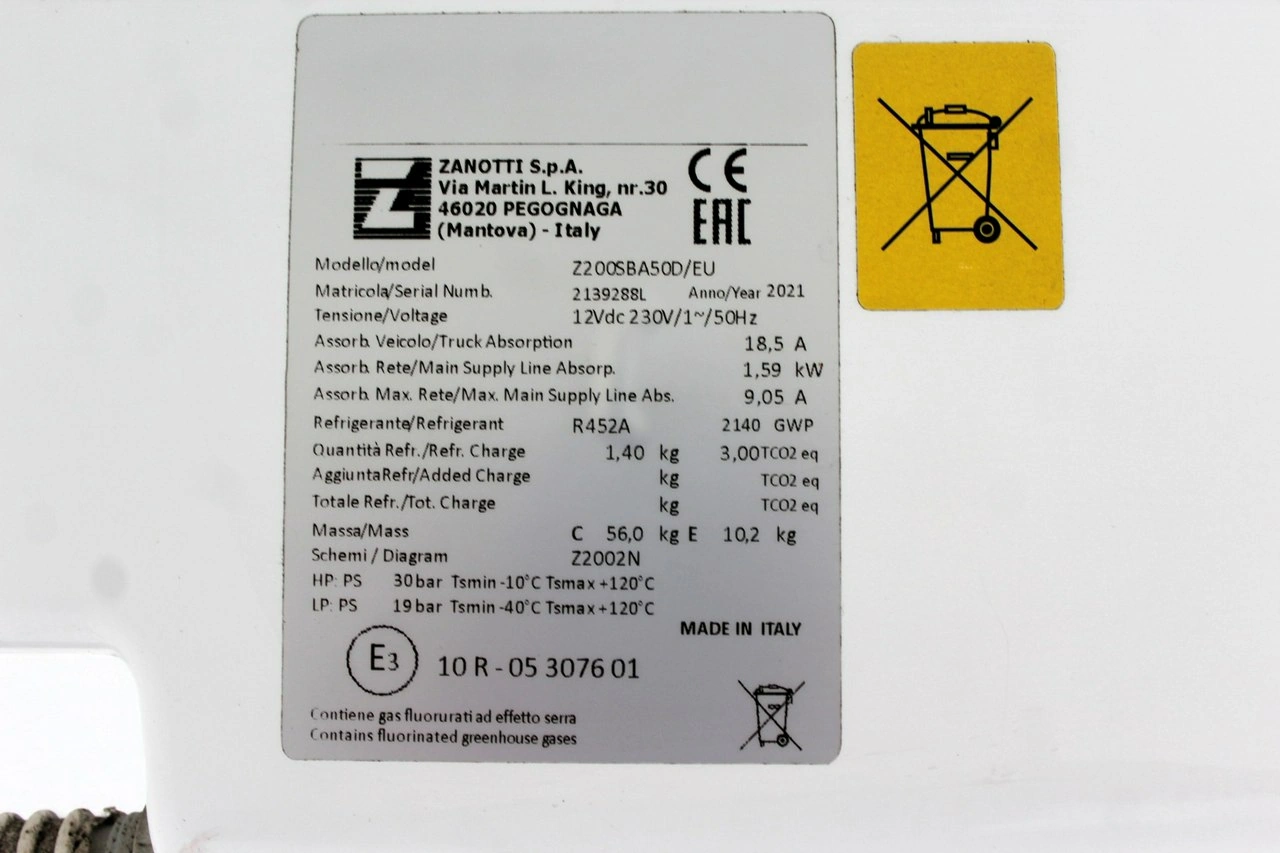 ZANOTTI S.p.A.
Via Martin L. King, nr.30
46020 PEGOGNAGA
(Mantova) - Italy
CE
EAC
Modello/model Z200SBA50D/EU
Matricola/Serial Numb. 2139288L Anno/Year 2021
Tensione/Voltage 12Vdc 230V/1~/50Hz
Assorb. Veicolo/Truck Absorption 18,5 A
Assorb. Rete/Main Supply Line Absorp. 1,59 kW
Assorb. Max. Rete/Max. Main Supply Line Abs. 9,05 A
Refrigerante/Refrigerant R452A 2140 GWP
Quantità Refr./Refr. Charge 1,40 kg 3,00 TCO2 eq
Aggiunta Refr/Added Charge kg TCO2 eq
Totale Refr./Tot. Charge kg TCO2 eq
Massa/Mass C 56,0 kg E 10,2 kg
Schemi / Diagram Z2002N
HP: PS 30 bar Tsmin -10°C Tsmax +120°C
LP: PS 19 bar Tsmin -40°C Tsmax +120°C
MADE IN ITALY
E3 10 R - 05 3076 01
Contiene gas fluorurati ad effetto serra
Contains fluorinated greenhouse gases